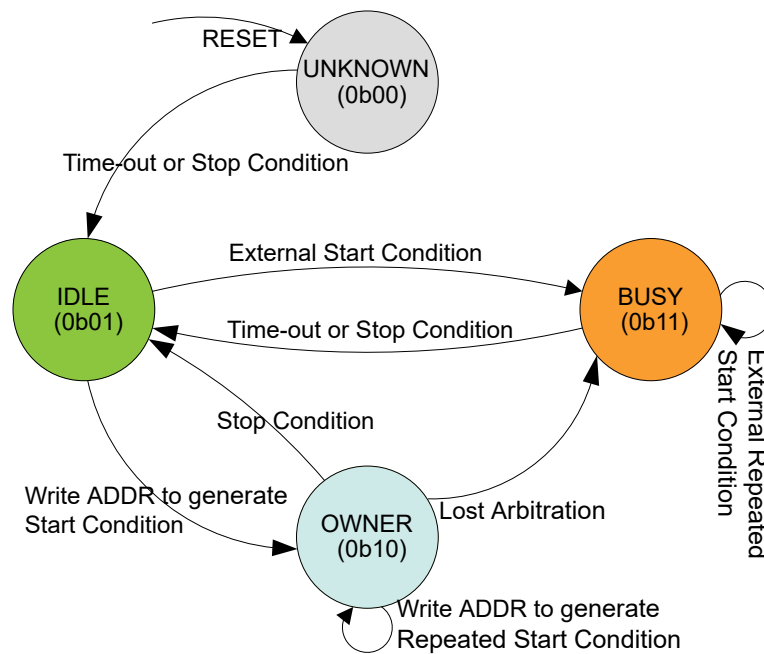 RESET
UNKNOWN
(0b00)
Time-out or Stop Condition
External Start Condition
IDLE
(0b01)
BUSY
(0b11)
Time-out or Stop Condition
External Repeated
Start Condition
Stop Condition
Write ADDR to generate
Start Condition
Lost Arbitration
OWNER
(0b10)
Write ADDR to generate
Repeated Start Condition